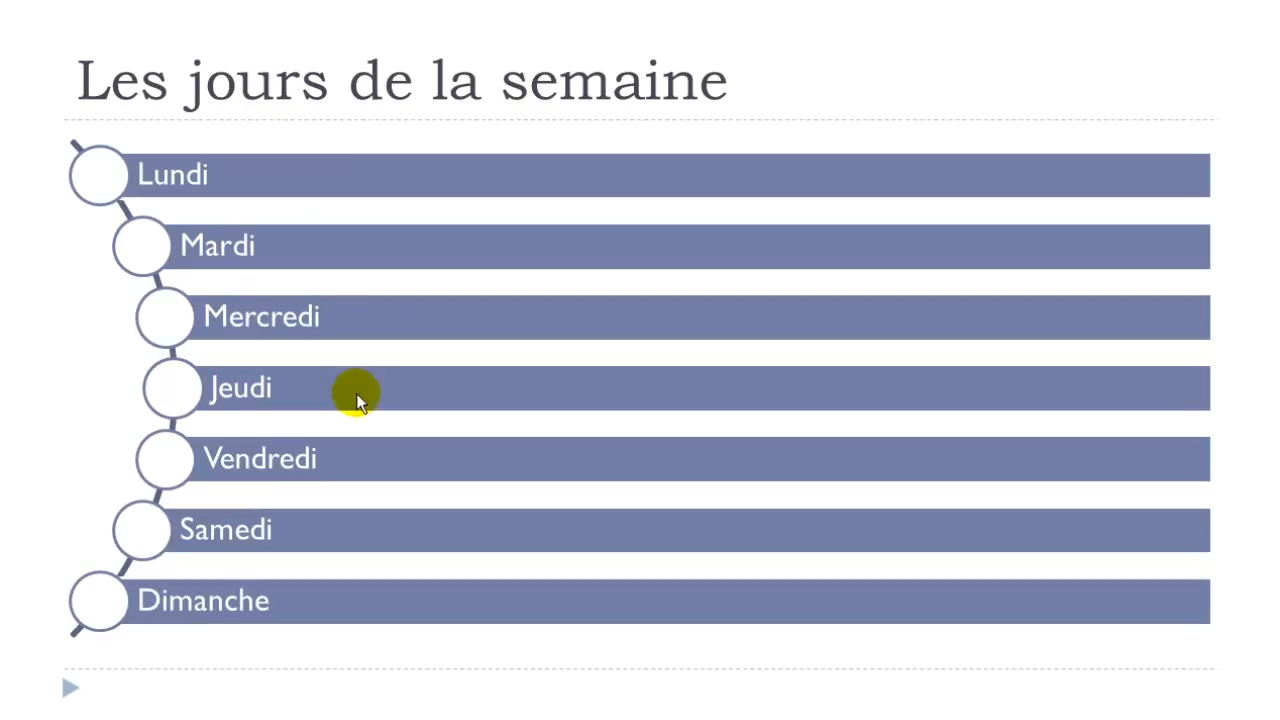 Les jours de la semaine
Lundi
Mardi
Mercredi
Jeudi
Vendredi
Samedi
Dimanche